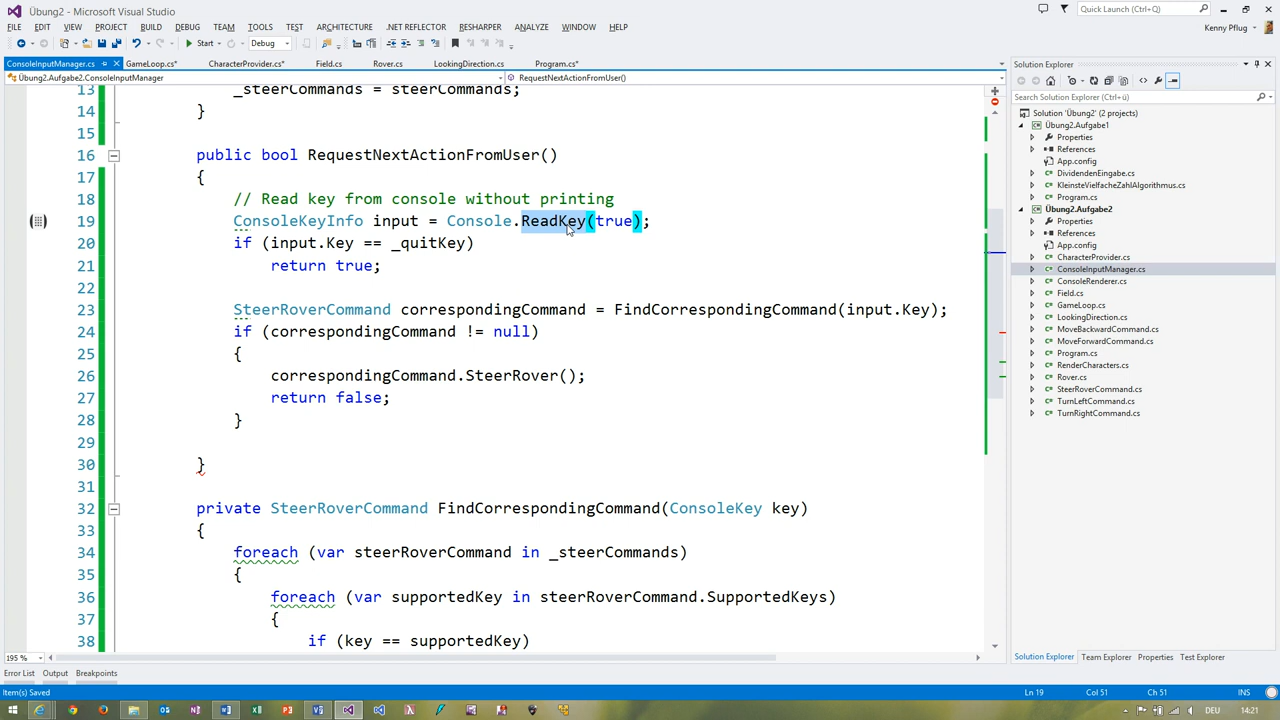 Übung2 - Microsoft Visual Studio
Quick Launch (Ctrl+Q)
FILE EDIT VIEW PROJECT BUILD DEBUG TEAM TOOLS TEST ARCHITECTURE .NET REFLECTOR RESHARPER ANALYZE WINDOW HELP
Kenny Pflug
Start Debug
ConsoleInputManager.cs GameLoop.cs* CharacterProvider.cs* Field.cs Rover.cs LookingDirection.cs Program.cs*
Übung2.Aufgabe2.ConsoleInputManager RequestNextActionFromUser()
13 _steerCommands = steerCommands;
14 }
15
16 public bool RequestNextActionFromUser()
17 {
18 // Read key from console without printing
19 ConsoleKeyInfo input = Console.ReadKey(true);
20 if (input.Key == _quitKey)
21 return true;
22
23 SteerRoverCommand correspondingCommand = FindCorrespondingCommand(input.Key);
24 if (correspondingCommand != null)
25 {
26 correspondingCommand.SteerRover();
27 return false;
28 }
29
30 }
31
32 private SteerRoverCommand FindCorrespondingCommand(ConsoleKey key)
33 {
34 foreach (var steerRoverCommand in _steerCommands)
35 {
36 foreach (var supportedKey in steerRoverCommand.SupportedKeys)
37 {
38 if (key == supportedKey)
195 %
Error List Output Breakpoints
Item(s) Saved
Ln 19 Col 51 Ch 51 INS
Solution Explorer
Search Solution Explorer (Ctrl+ü)
Solution 'Übung2' (2 projects)
Übung2.Aufgabe1
Properties
References
App.config
DividendenEingabe.cs
KleinsteVielfacheZahlAlgorithmus.cs
Program.cs
Übung2.Aufgabe2
Properties
References
App.config
CharacterProvider.cs
ConsoleInputManager.cs
ConsoleRenderer.cs
Field.cs
GameLoop.cs
LookingDirection.cs
MoveBackwardCommand.cs
MoveForwardCommand.cs
Program.cs
RenderCharacters.cs
Rover.cs
SteerRoverCommand.cs
TurnLeftCommand.cs
TurnRightCommand.cs
Solution Explorer Team Explorer Properties Test Explorer
DEU 14:21